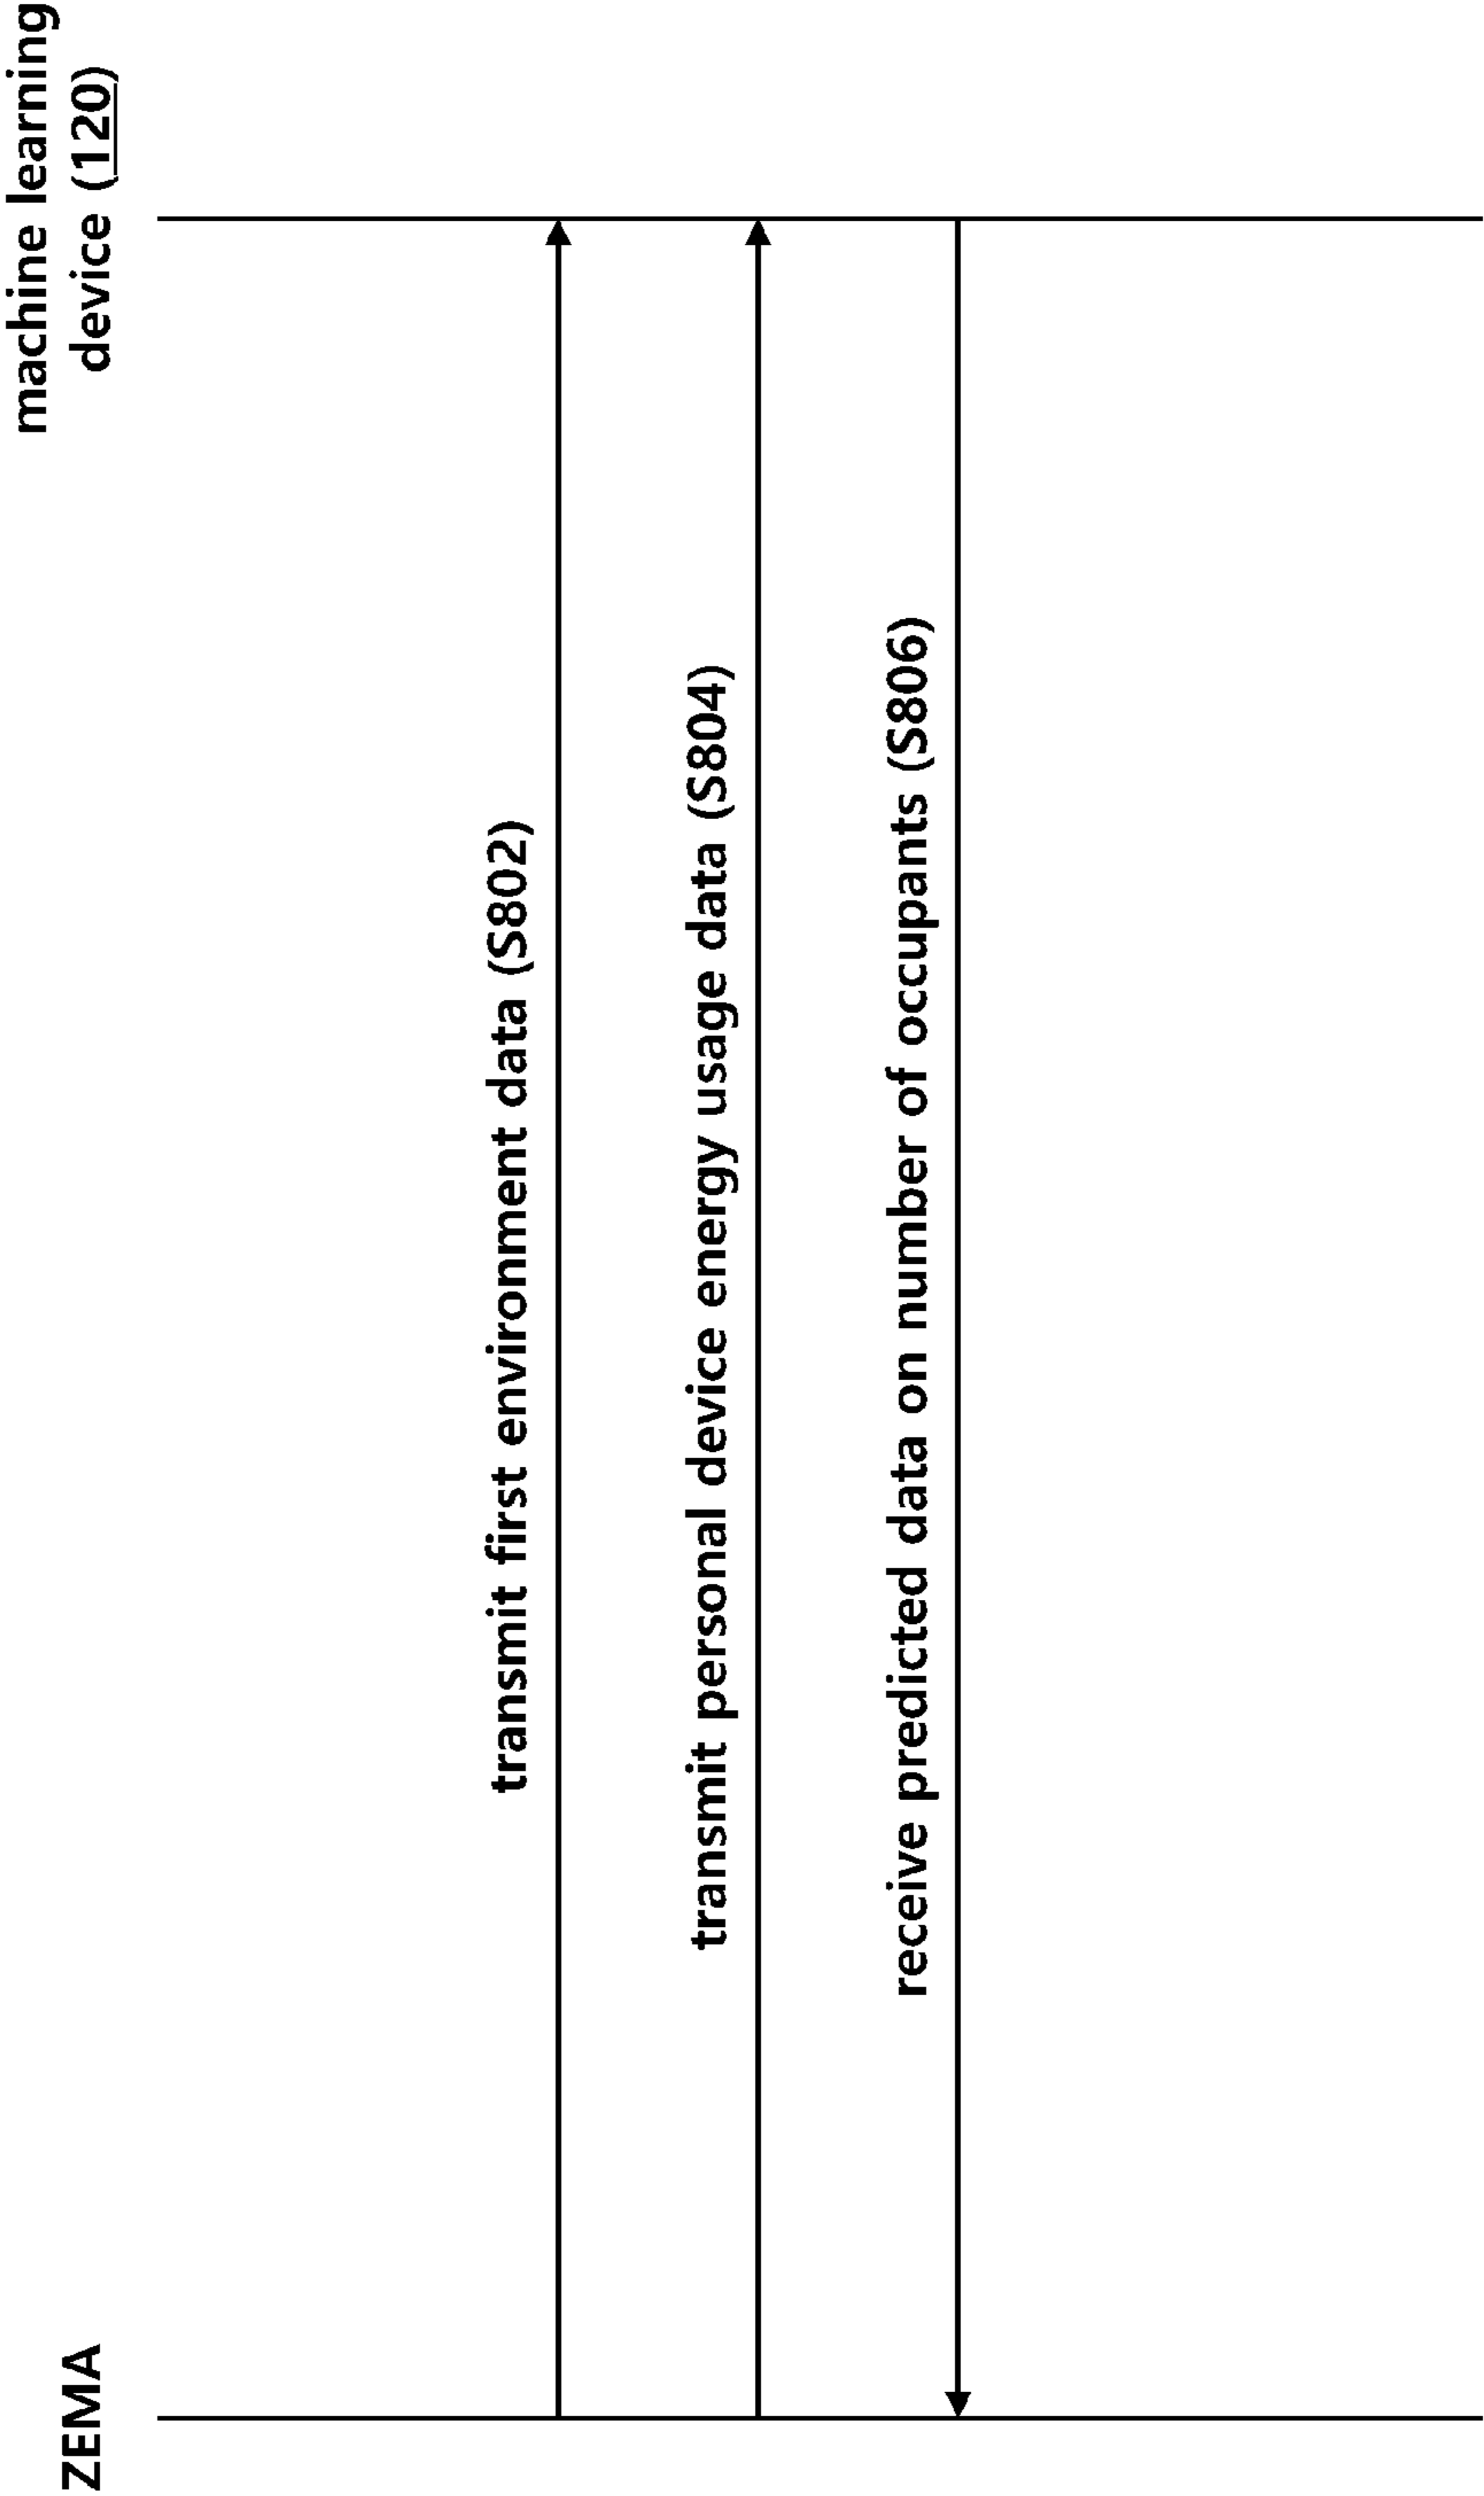 ZEMA
machine learning
device (120)
transmit first environment data (S802)
transmit personal device energy usage data (S804)
receive predicted data on number of occupants (S806)